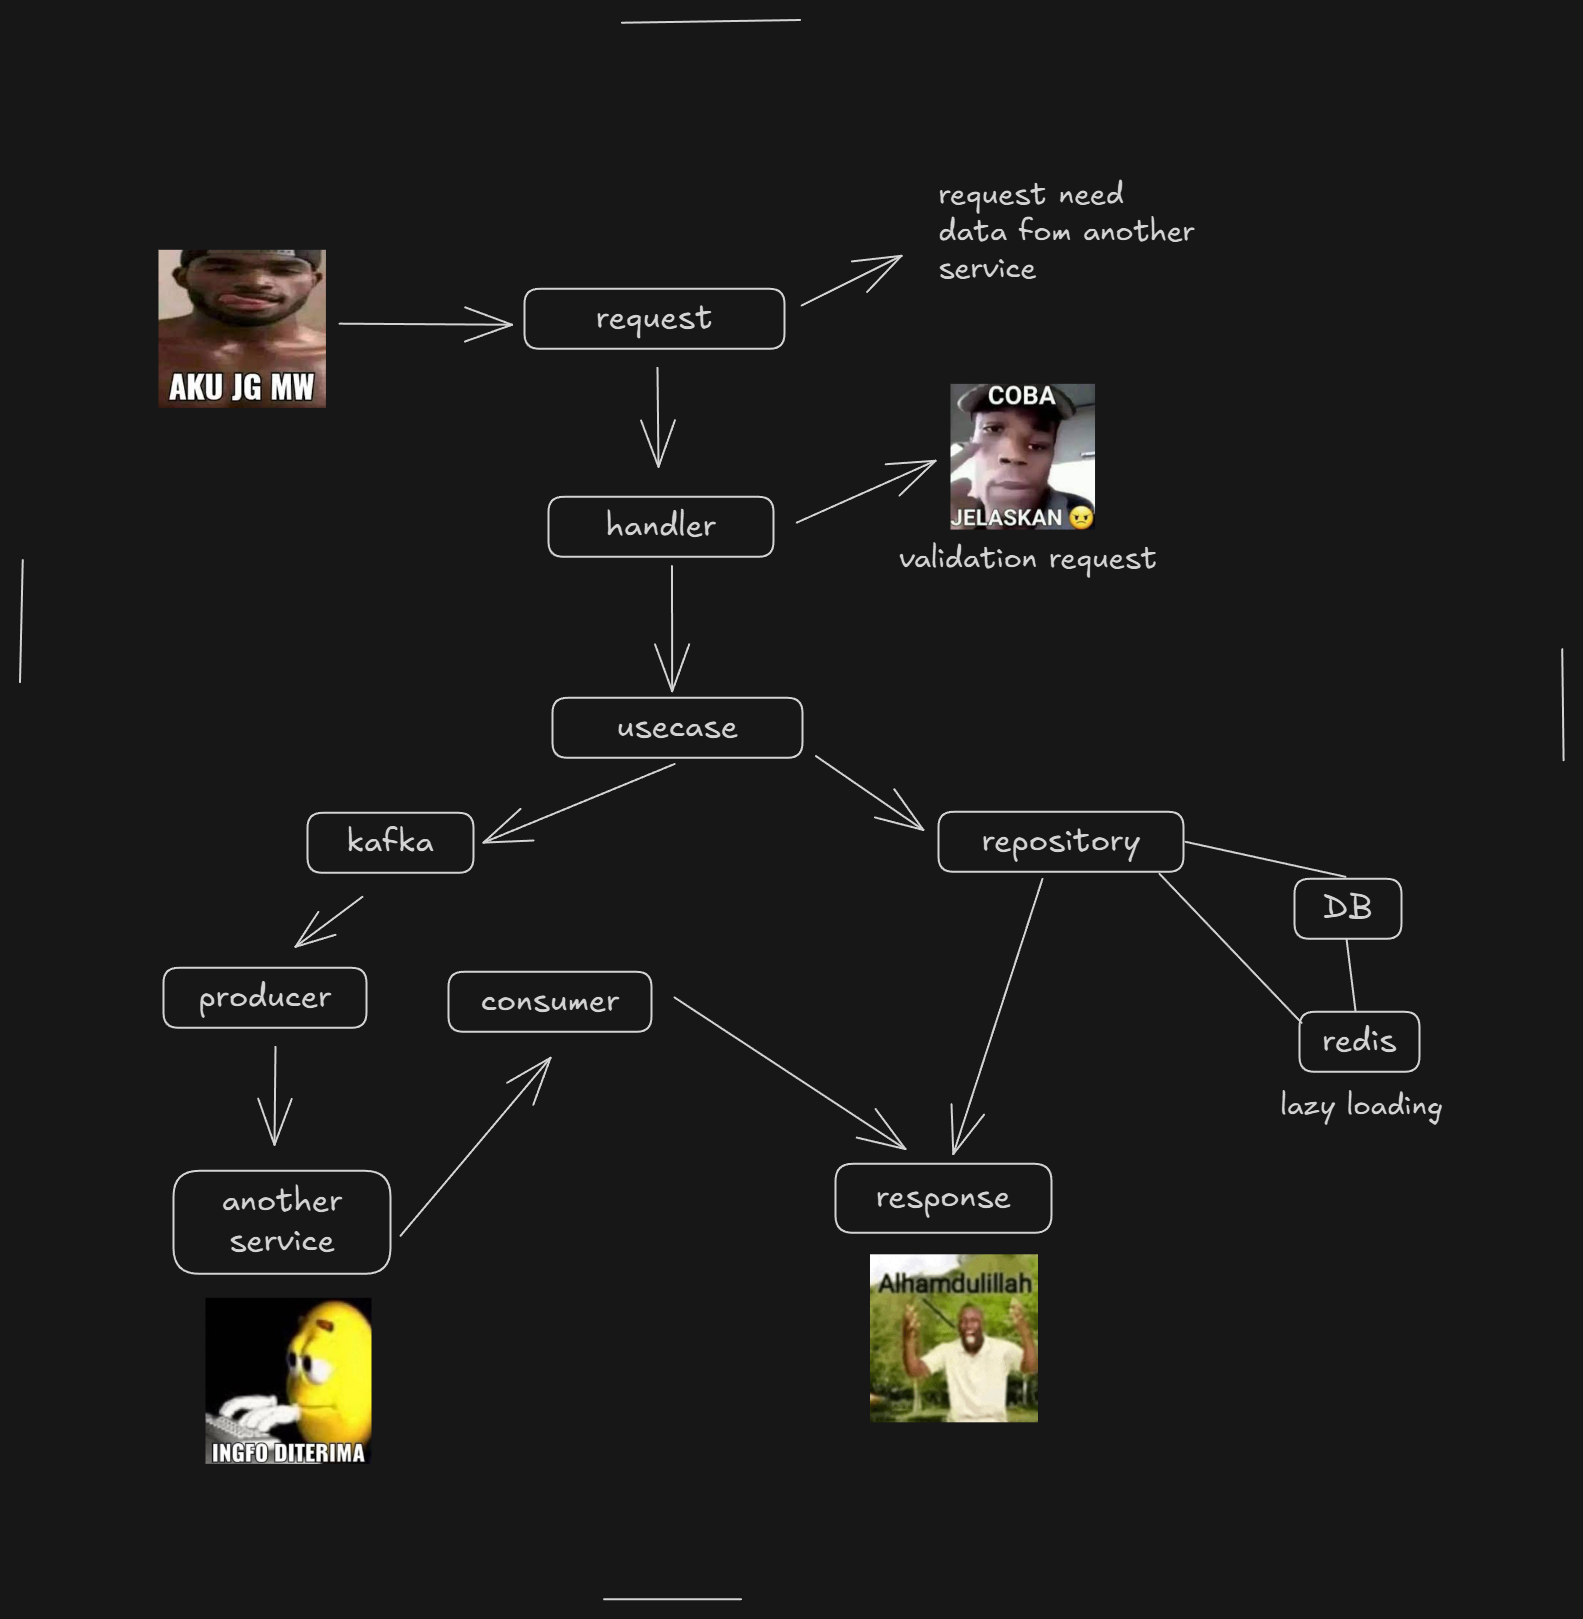 request need
data fom another
service
request
AKU JG MW
COBA
JELASKAN 😠
validation request
handler
usecase
kafka
repository
DB
producer
consumer
redis
lazy loading
another
service
response
Alhamdulillah
INGFO DITERIMA